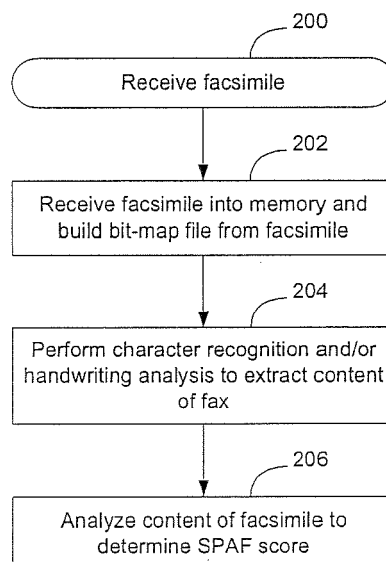 200
Receive facsimile
202
Receive facsimile into memory and
build bit-map file from facsimile
204
Perform character recognition and/or
handwriting analysis to extract content
of fax
206
Analyze content of facsimile to
determine SPAF score